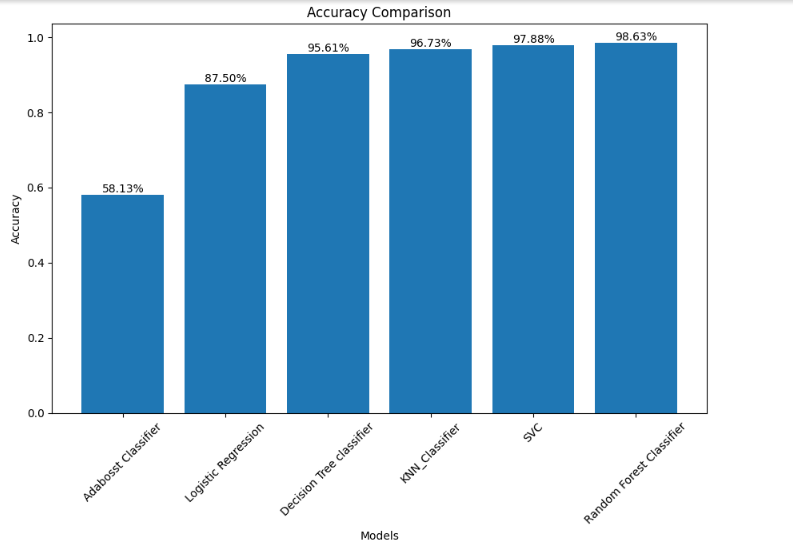 Accuracy Comparison
1.0
0.8
0.6
0.4
0.2
0.0
Accuracy
58.13%
87.50%
95.61%
96.73%
97.88%
98.63%
Adabosst Classifier
Logistic Regression
Decision Tree classifier
KNN_Classifier
SVC
Random Forest Classifier
Models